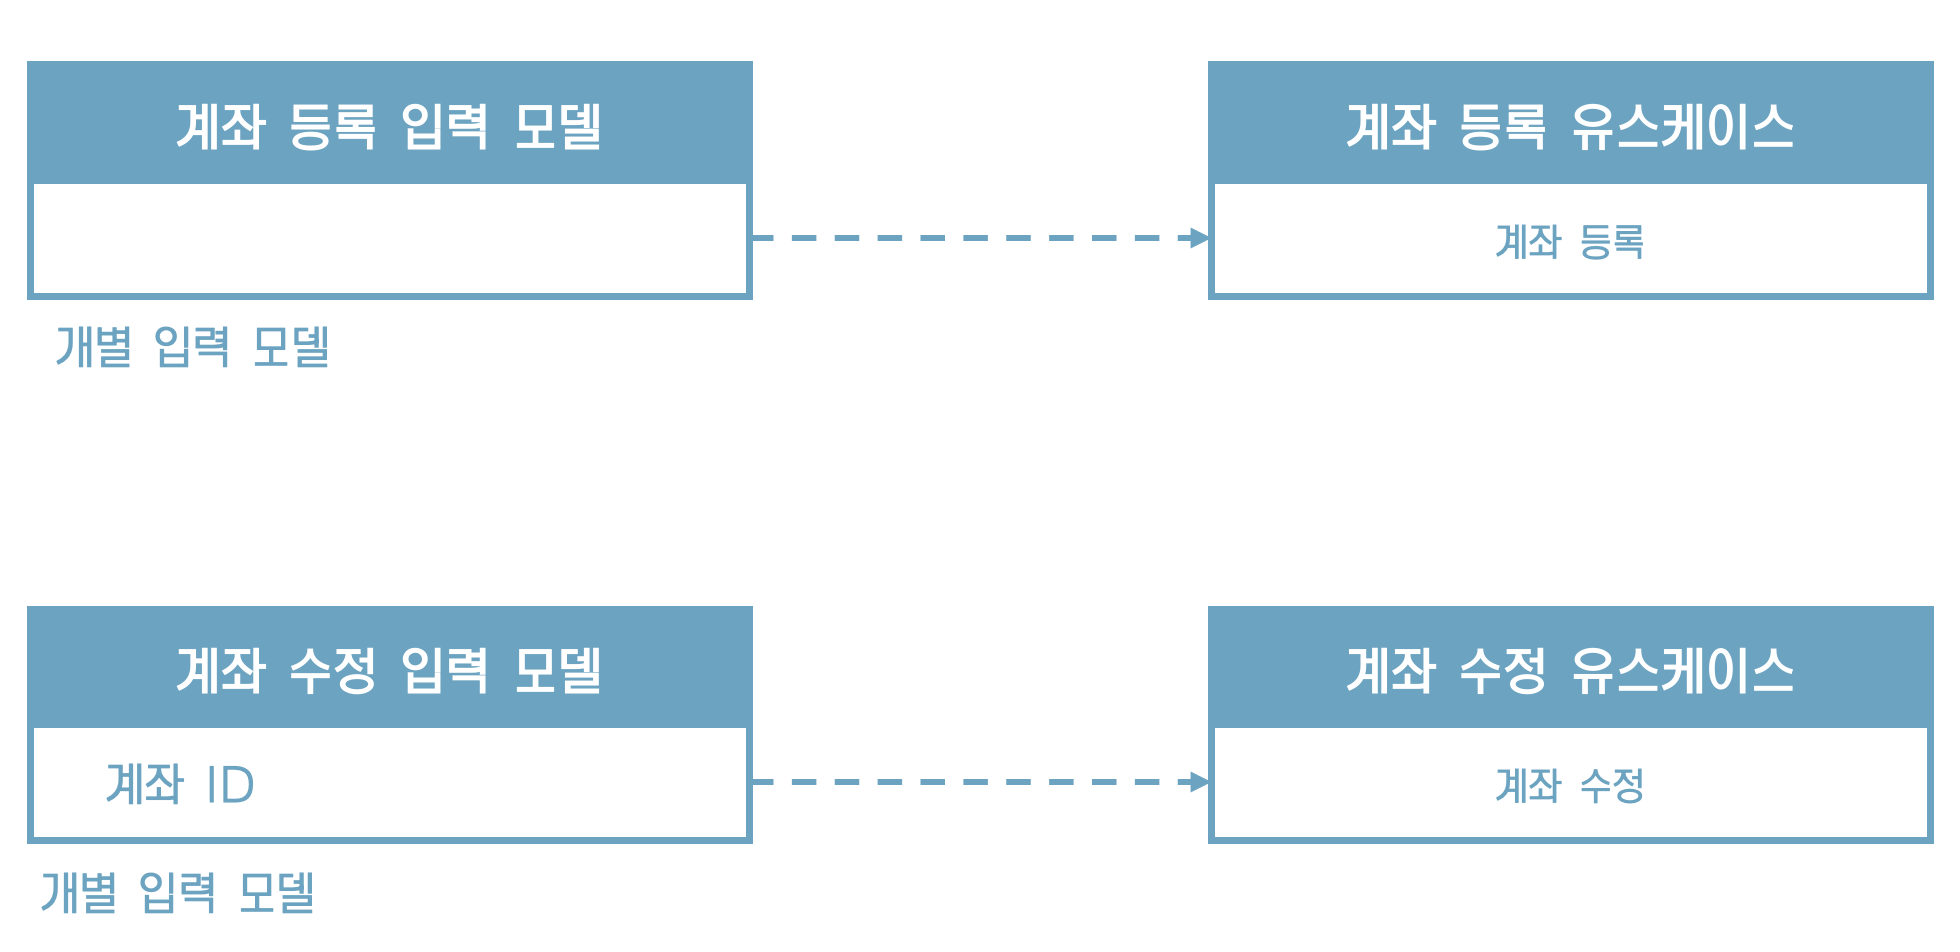 계좌 등록 입력 모델
계좌 등록 유스케이스
계좌 등록
개별 입력 모델
계좌 수정 입력 모델
계좌 수정 유스케이스
계좌 ID
계좌 수정
개별 입력 모델